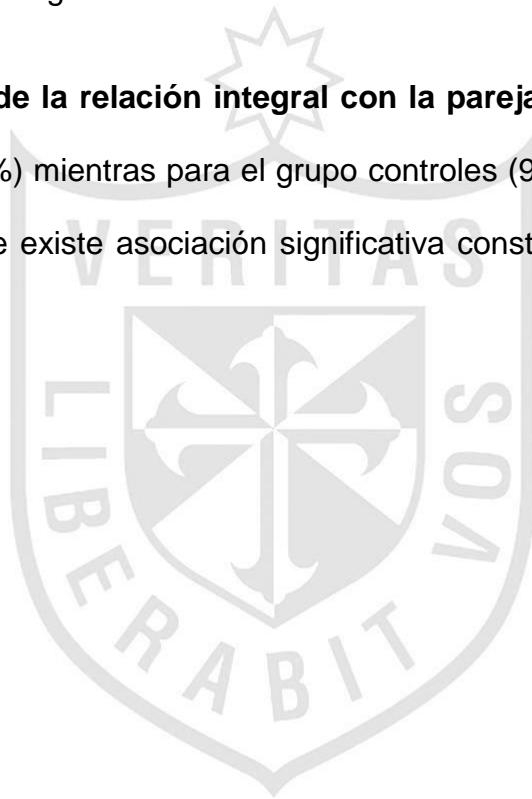 de la relación integral con la pareja
%) mientras para el grupo controles (9
e existe asociación significativa const
VERITAS
LIBERABIT
VOS